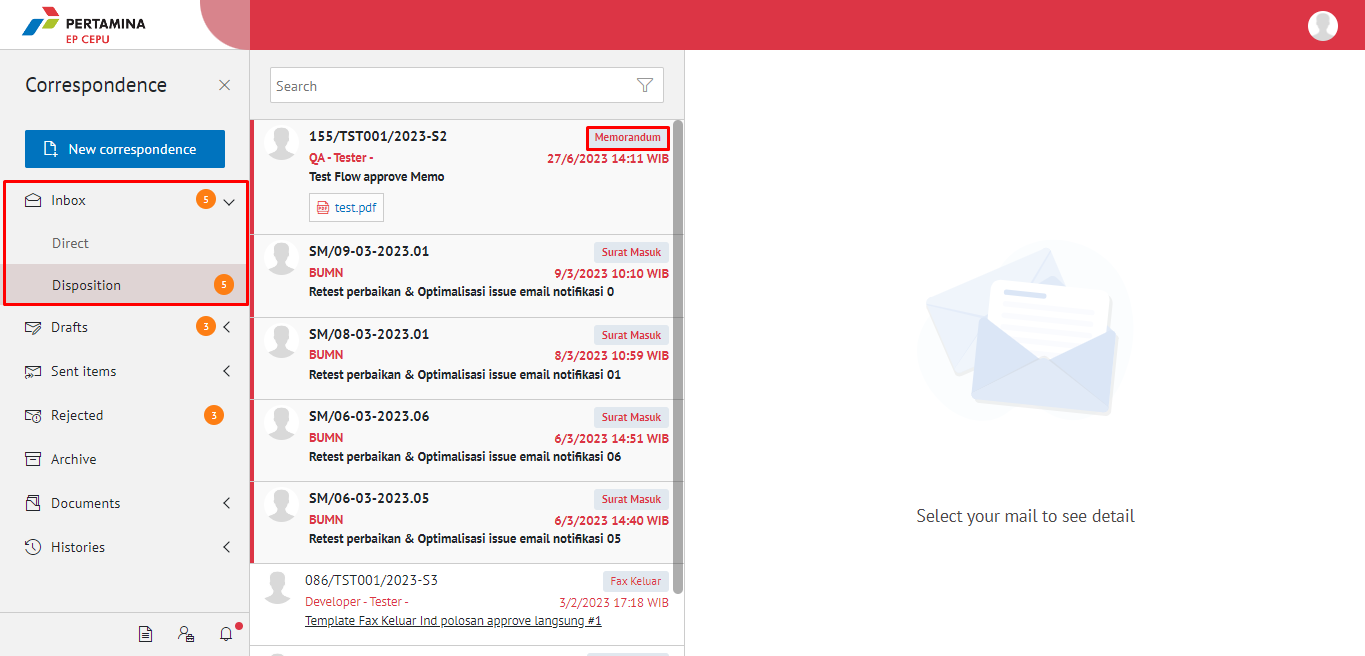 PERTAMINA
EP CEPU
Correspondence
New correspondence
Inbox 5
Direct
Disposition 5
Drafts 3
Sent items
Rejected 3
Archive
Documents
Histories
Search
155/TST001/2023-S2 Memorandum
QA - Tester - 27/6/2023 14:11 WIB
Test Flow approve Memo
PDF test.pdf
SM/09-03-2023.01 Surat Masuk
BUMN 9/3/2023 10:10 WIB
Retest perbaikan & Optimalisasi issue email notifikasi 0
SM/08-03-2023.01 Surat Masuk
BUMN 8/3/2023 10:59 WIB
Retest perbaikan & Optimalisasi issue email notifikasi 01
SM/06-03-2023.06 Surat Masuk
BUMN 6/3/2023 14:51 WIB
Retest perbaikan & Optimalisasi issue email notifikasi 06
SM/06-03-2023.05 Surat Masuk
BUMN 6/3/2023 14:40 WIB
Retest perbaikan & Optimalisasi issue email notifikasi 05
086/TST001/2023-S3 Fax Keluar
Developer - Tester - 3/2/2023 17:18 WIB
Template Fax Keluar Ind polosan approve langsung #1
Select your mail to see detail